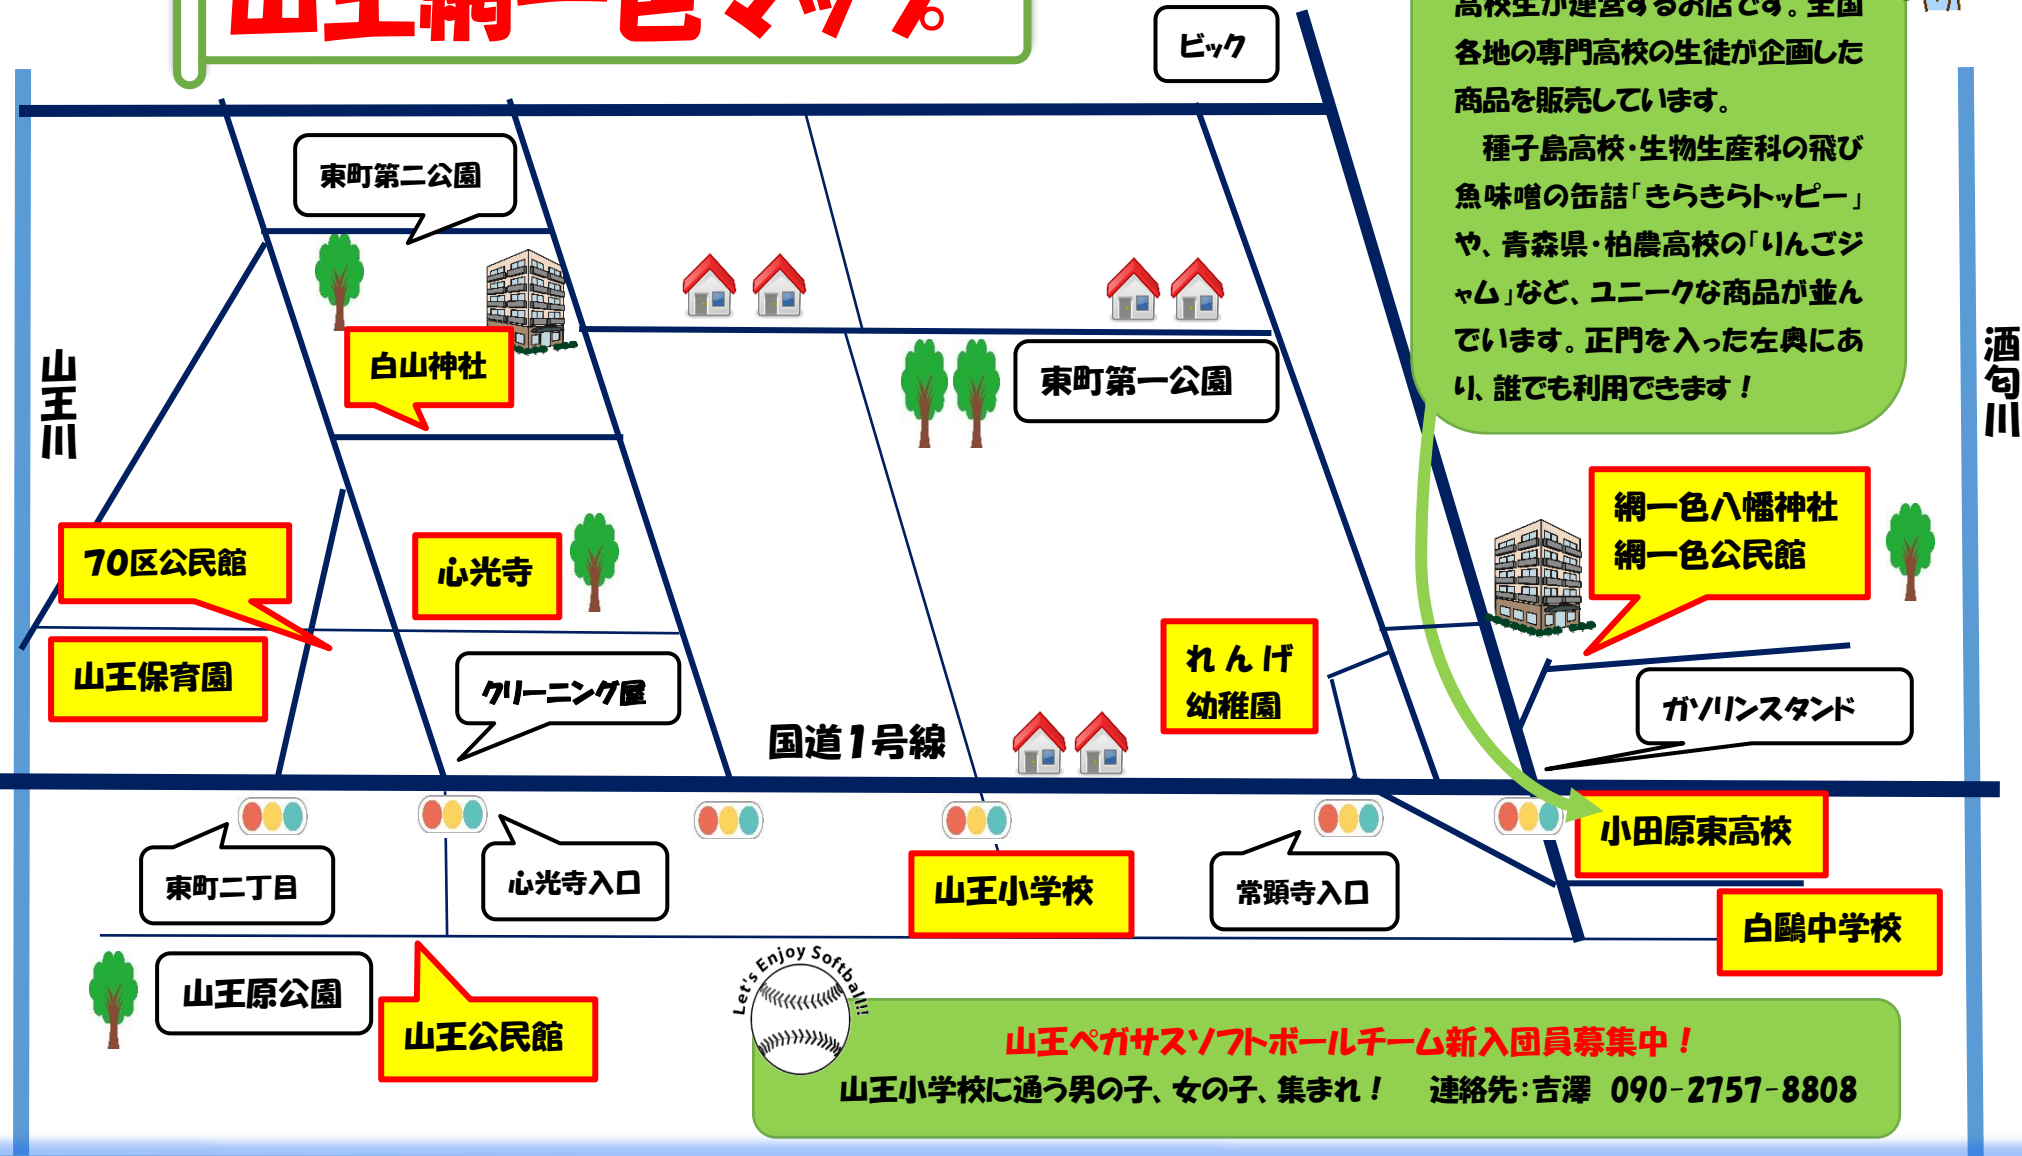 山王網一色マップ
ビック
高校生が運営するお店です。全国
各地の専門高校の生徒が企画した
商品を販売しています。
種子島高校・生物生産科の飛び
魚味噌の缶詰「きらきらトッピー」
や、青森県・柏農高校の「りんごジ
ャム」など、ユニークな商品が並ん
でいます。正門を入った左奥にあ
り、誰でも利用できます！
東町第二公園
白山神社
東町第一公園
山王川
酒匂川
網一色八幡神社
網一色公民館
70区公民館
心光寺
山王保育園
クリーニング屋
れんげ
幼稚園
ガソリンスタンド
国道1号線
小田原東高校
東町二丁目
心光寺入口
山王小学校
常顕寺入口
白鷗中学校
山王原公園
山王公民館
Let's Enjoy Softball!!
山王ペガサスソフトボールチーム新入団員募集中！
山王小学校に通う男の子、女の子、集まれ！　連絡先：吉澤 090-2757-8808